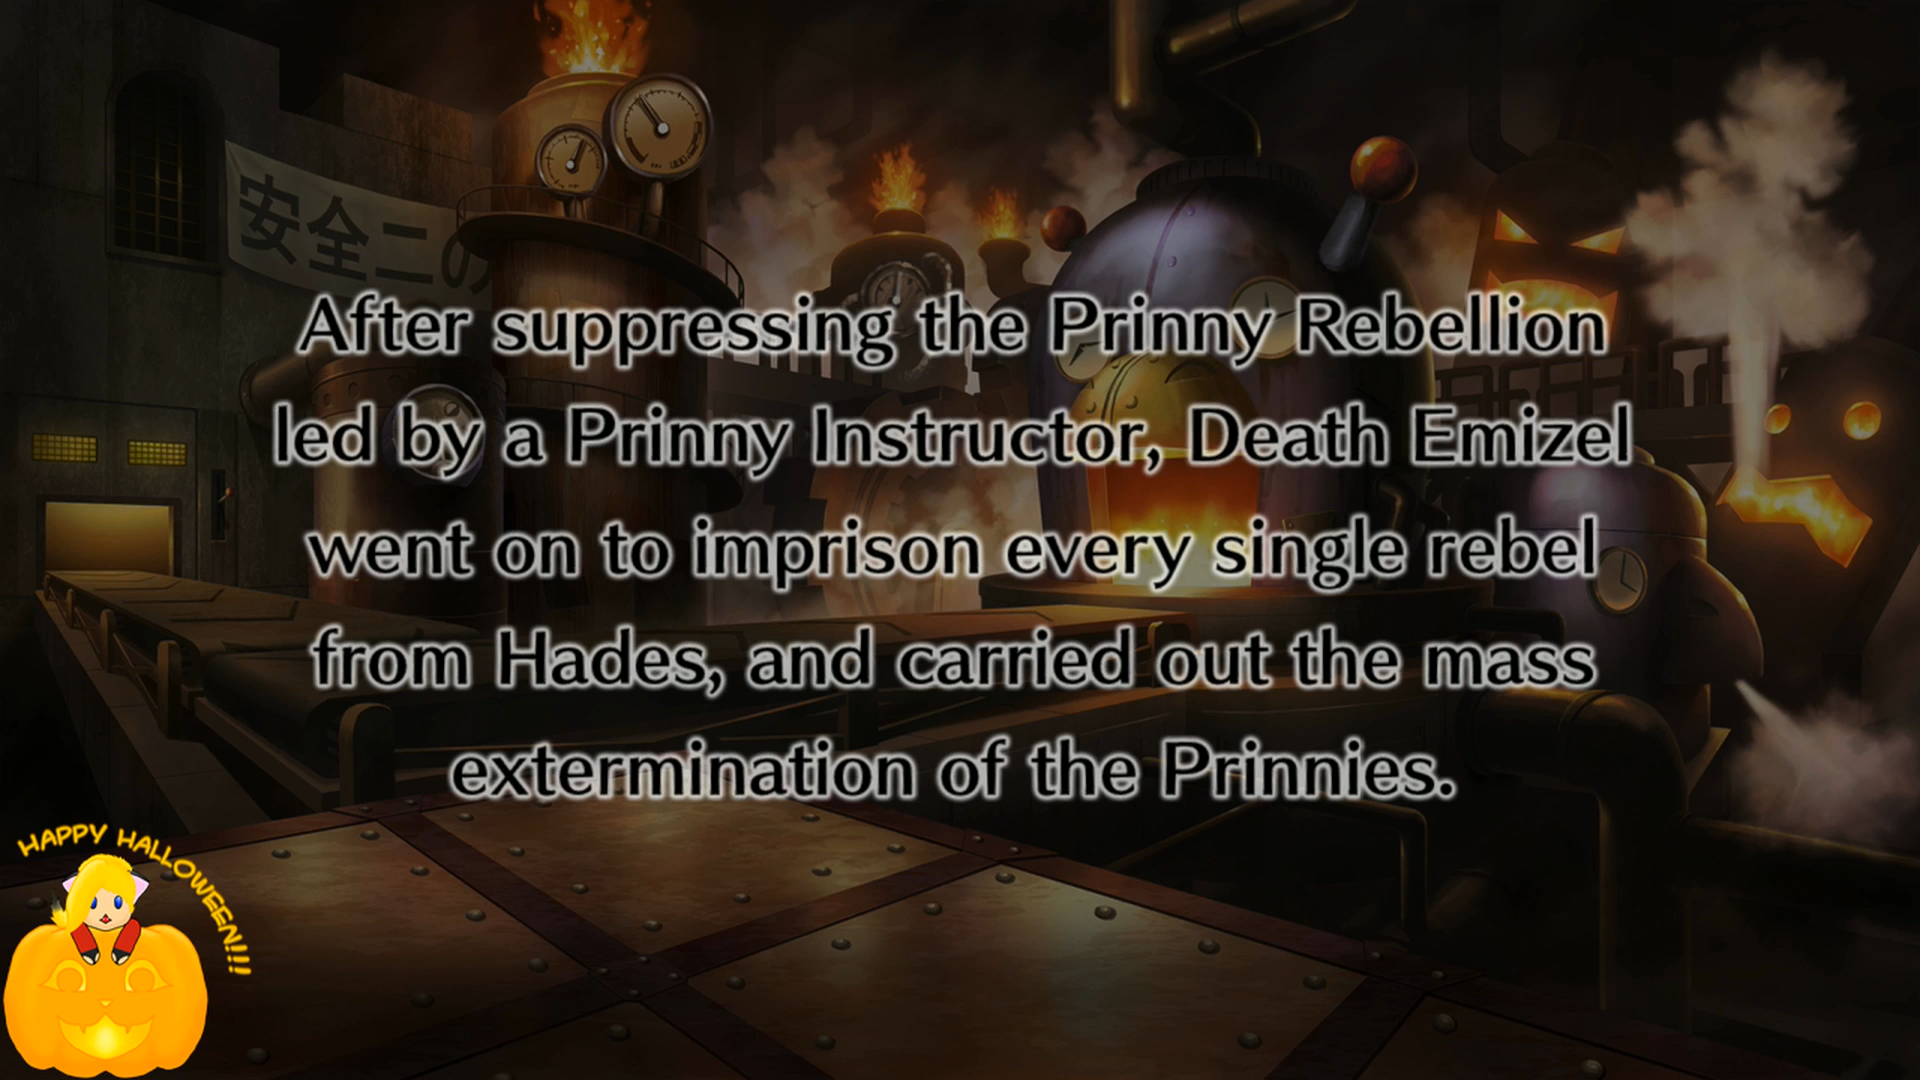 安全二の
After suppressing the Prinny Rebellion
led by a Prinny Instructor, Death Emizel
went on to imprison every single rebel
from Hades, and carried out the mass
extermination of the Prinnies.
HAPPY HALLOWEEN!!!